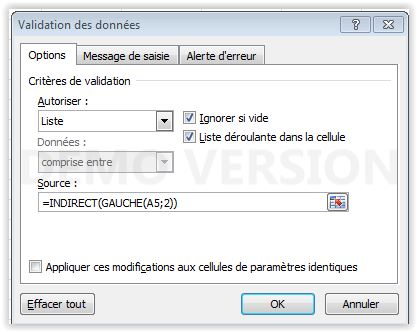 Validation des données
Options
Message de saisie
Alerte d'erreur
Critères de validation
Autoriser :
Liste
Ignorer si vide
Liste déroulante dans la cellule
Données :
comprise entre
DEMO VERSION
Source :
=INDIRECT(GAUCHE(A5;2))
Appliquer ces modifications aux cellules de paramètres identiques
Effacer tout
OK
Annuler